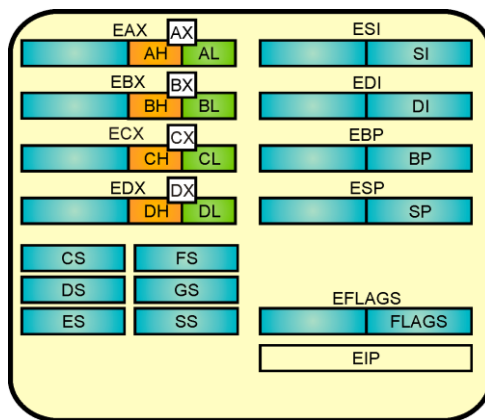 EAX AX ESI
AH AL SI
EBX BX EDI
BH BL DI
ECX CX EBP
CH CL BP
EDX DX ESP
DH DL SP
CS FS
DS GS
EFLAGS
ES SS FLAGS
EIP